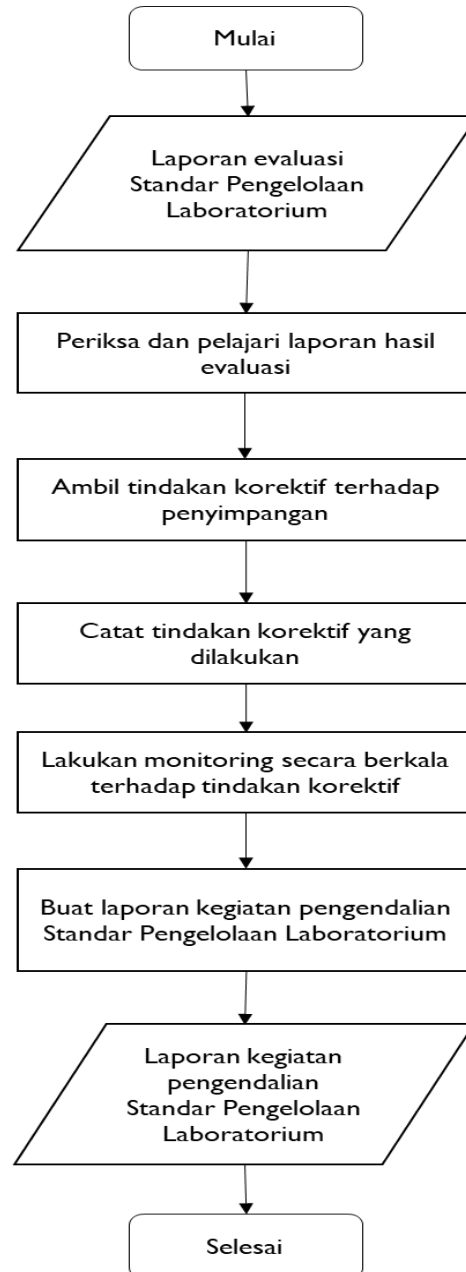 Mulai
Laporan evaluasi
Standar Pengelolaan
Laboratorium
Periksa dan pelajari laporan hasil
evaluasi
Ambil tindakan korektif terhadap
penyimpangan
Catat tindakan korektif yang
dilakukan
Lakukan monitoring secara berkala
terhadap tindakan korektif
Buat laporan kegiatan pengendalian
Standar Pengelolaan Laboratorium
Laporan kegiatan
pengendalian
Standar Pengelolaan
Laboratorium
Selesai